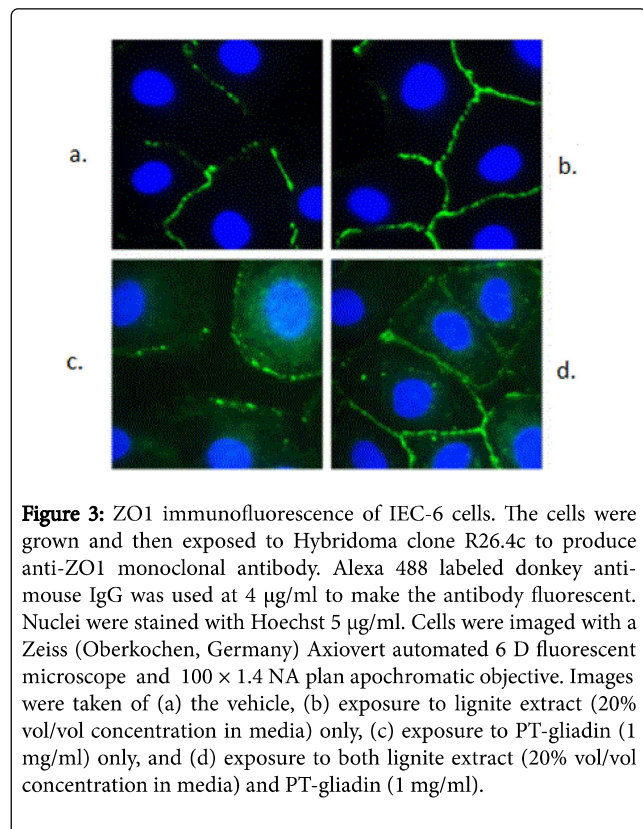 a.
b.
c.
d.
Figure 3: ZO1 immunofluorescence of IEC-6 cells. The cells were
grown and then exposed to Hybridoma clone R26.4c to produce
anti-ZO1 monoclonal antibody. Alexa 488 labeled donkey anti-
mouse IgG was used at 4 μg/ml to make the antibody fluorescent.
Nuclei were stained with Hoechst 5 μg/ml. Cells were imaged with a
Zeiss (Oberkochen, Germany) Axiovert automated 6 D fluorescent
microscope and 100 × 1.4 NA plan apochromatic objective. Images
were taken of (a) the vehicle, (b) exposure to lignite extract (20%
vol/vol concentration in media) only, (c) exposure to PT-gliadin (1
mg/ml) only, and (d) exposure to both lignite extract (20% vol/vol
concentration in media) and PT-gliadin (1 mg/ml).